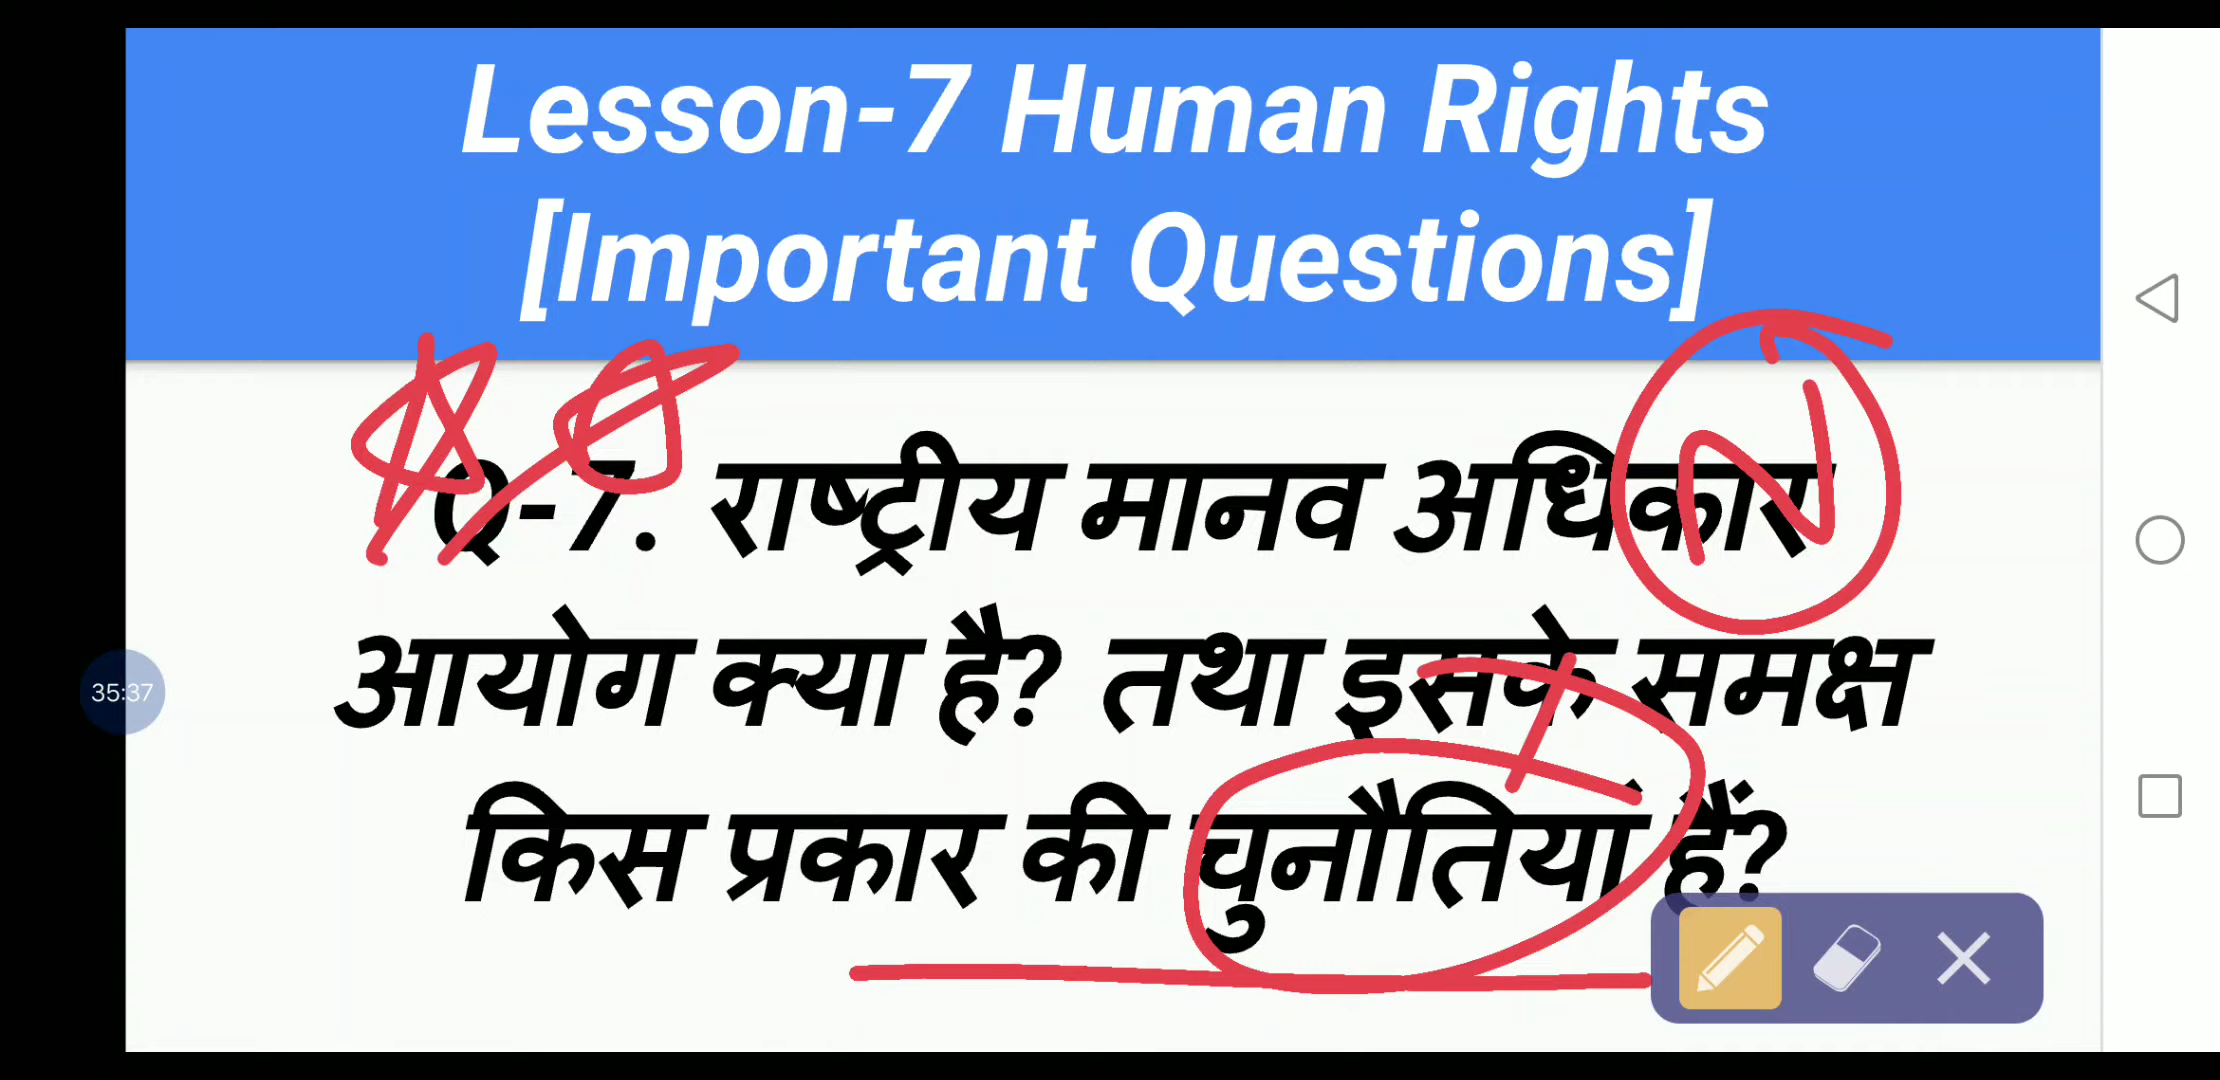 Lesson-7 Human Rights
[Important Questions]
Q-7. राष्ट्रीय मानव अधिकार
आयोग क्या है? तथा इसके समक्ष
किस प्रकार की चुनौतियां हैं?
35:37
N